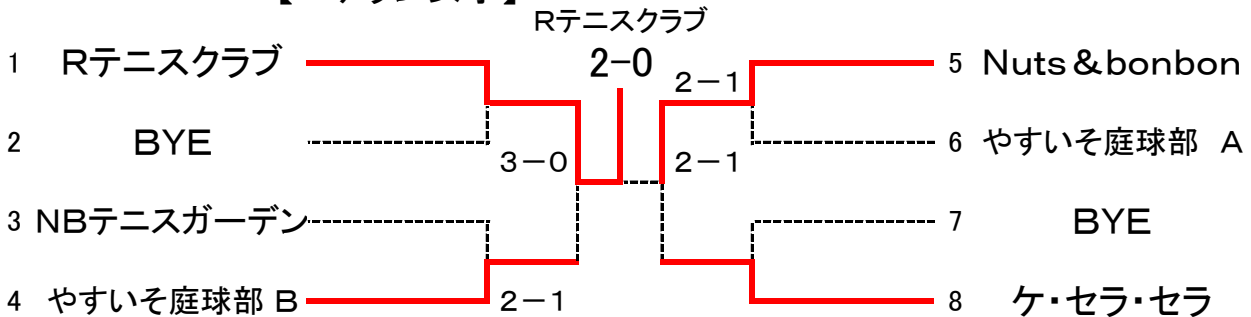 Rテニスクラブ
2-0
1 Rテニスクラブ
5 Nuts&bonbon
2-1
2 BYE
6 やすいそ庭球部 A
3-0
2-1
3 NBテニスガーデン
7 BYE
4 やすいそ庭球部 B
2-1
8 ケ・セラ・セラ